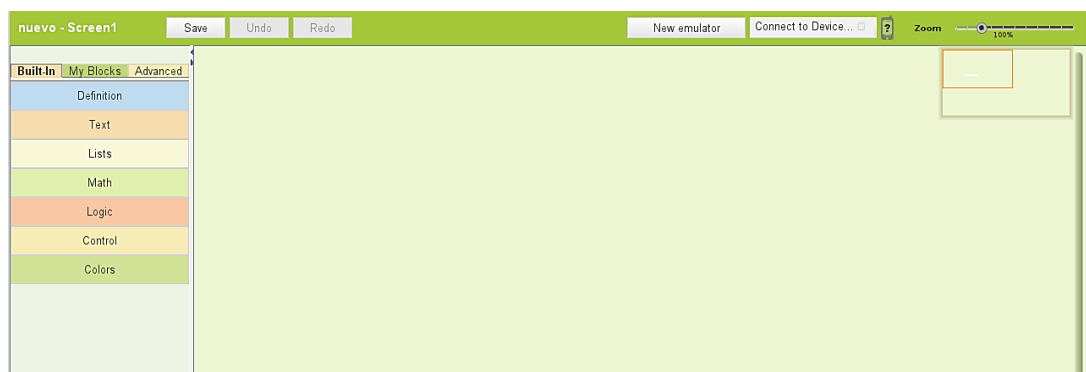 nuevo - Screen1 Save Undo Redo New emulator Connect to Device... ? Zoom 100%
Built-In My Blocks Advanced
Definition
Text
Lists
Math
Logic
Control
Colors